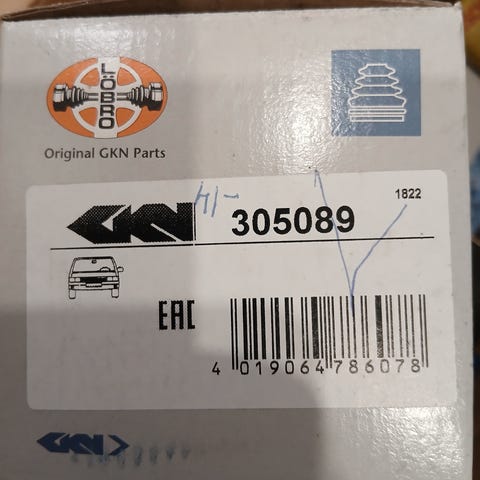 LÖBRO
Original GKN Parts
GKN
305089
1822
EAC
4 019064 786078
GKN